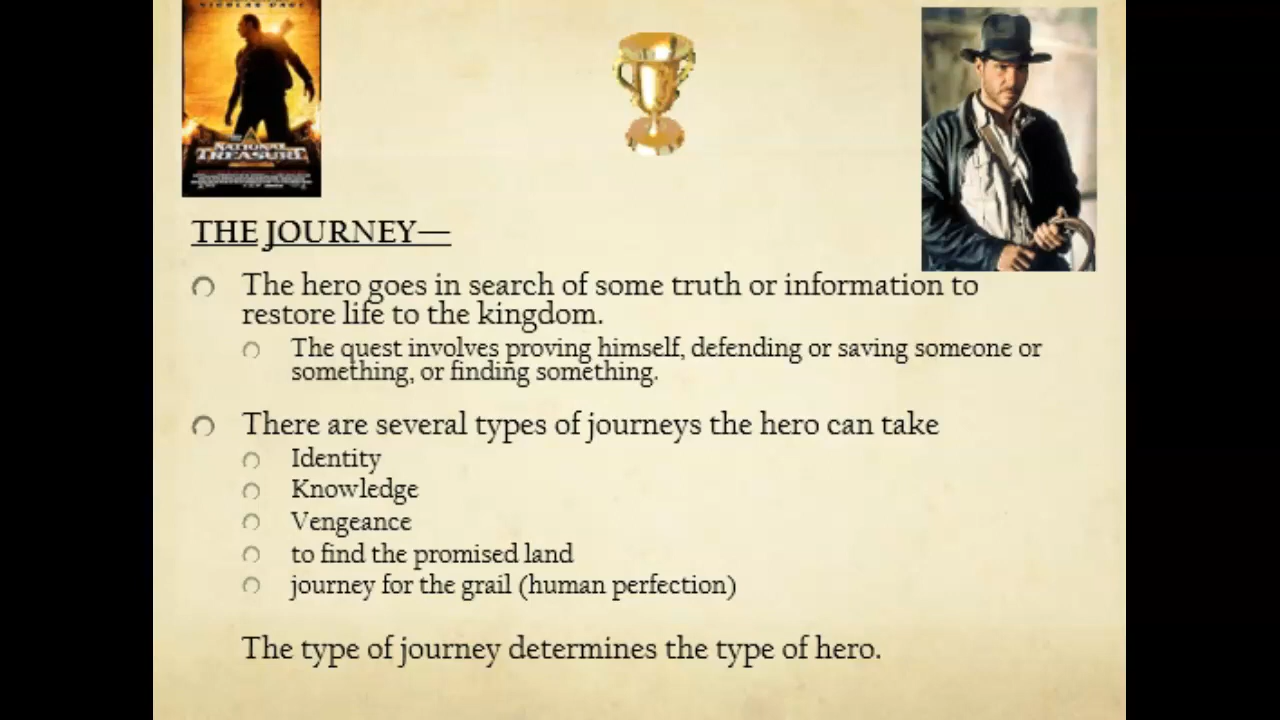 NATIONAL
TREASURE
THE JOURNEY—
The hero goes in search of some truth or information to
restore life to the kingdom.
The quest involves proving himself, defending or saving someone or
something, or finding something.
There are several types of journeys the hero can take
Identity
Knowledge
Vengeance
to find the promised land
journey for the grail (human perfection)
The type of journey determines the type of hero.